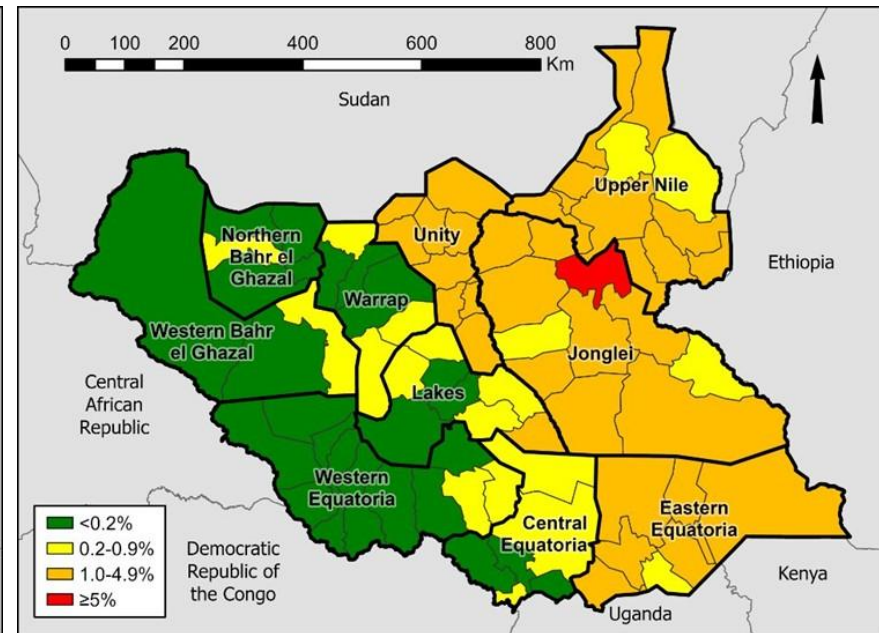 0 100 200 400 600 800
Km
Sudan
Upper Nile
Northern
Bahr el
Ghazal
Unity
Ethiopia
Warrap
Western Bahr
el Ghazal
Jonglei
Central
African
Republic
Lakes
Western
Equatoria
Eastern
Equatoria
Central
Equatoria
<0.2%
0.2-0.9%
1.0-4.9%
≥5%
Democratic
Republic of
the Congo
Kenya
Uganda